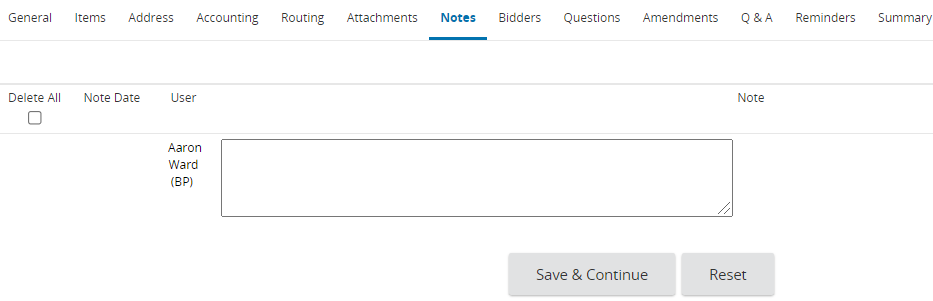 General Items Address Accounting Routing Attachments Notes Bidders Questions Amendments Q & A Reminders Summary
Delete All Note Date User Note
Aaron
Ward
(BP)
Save & Continue Reset